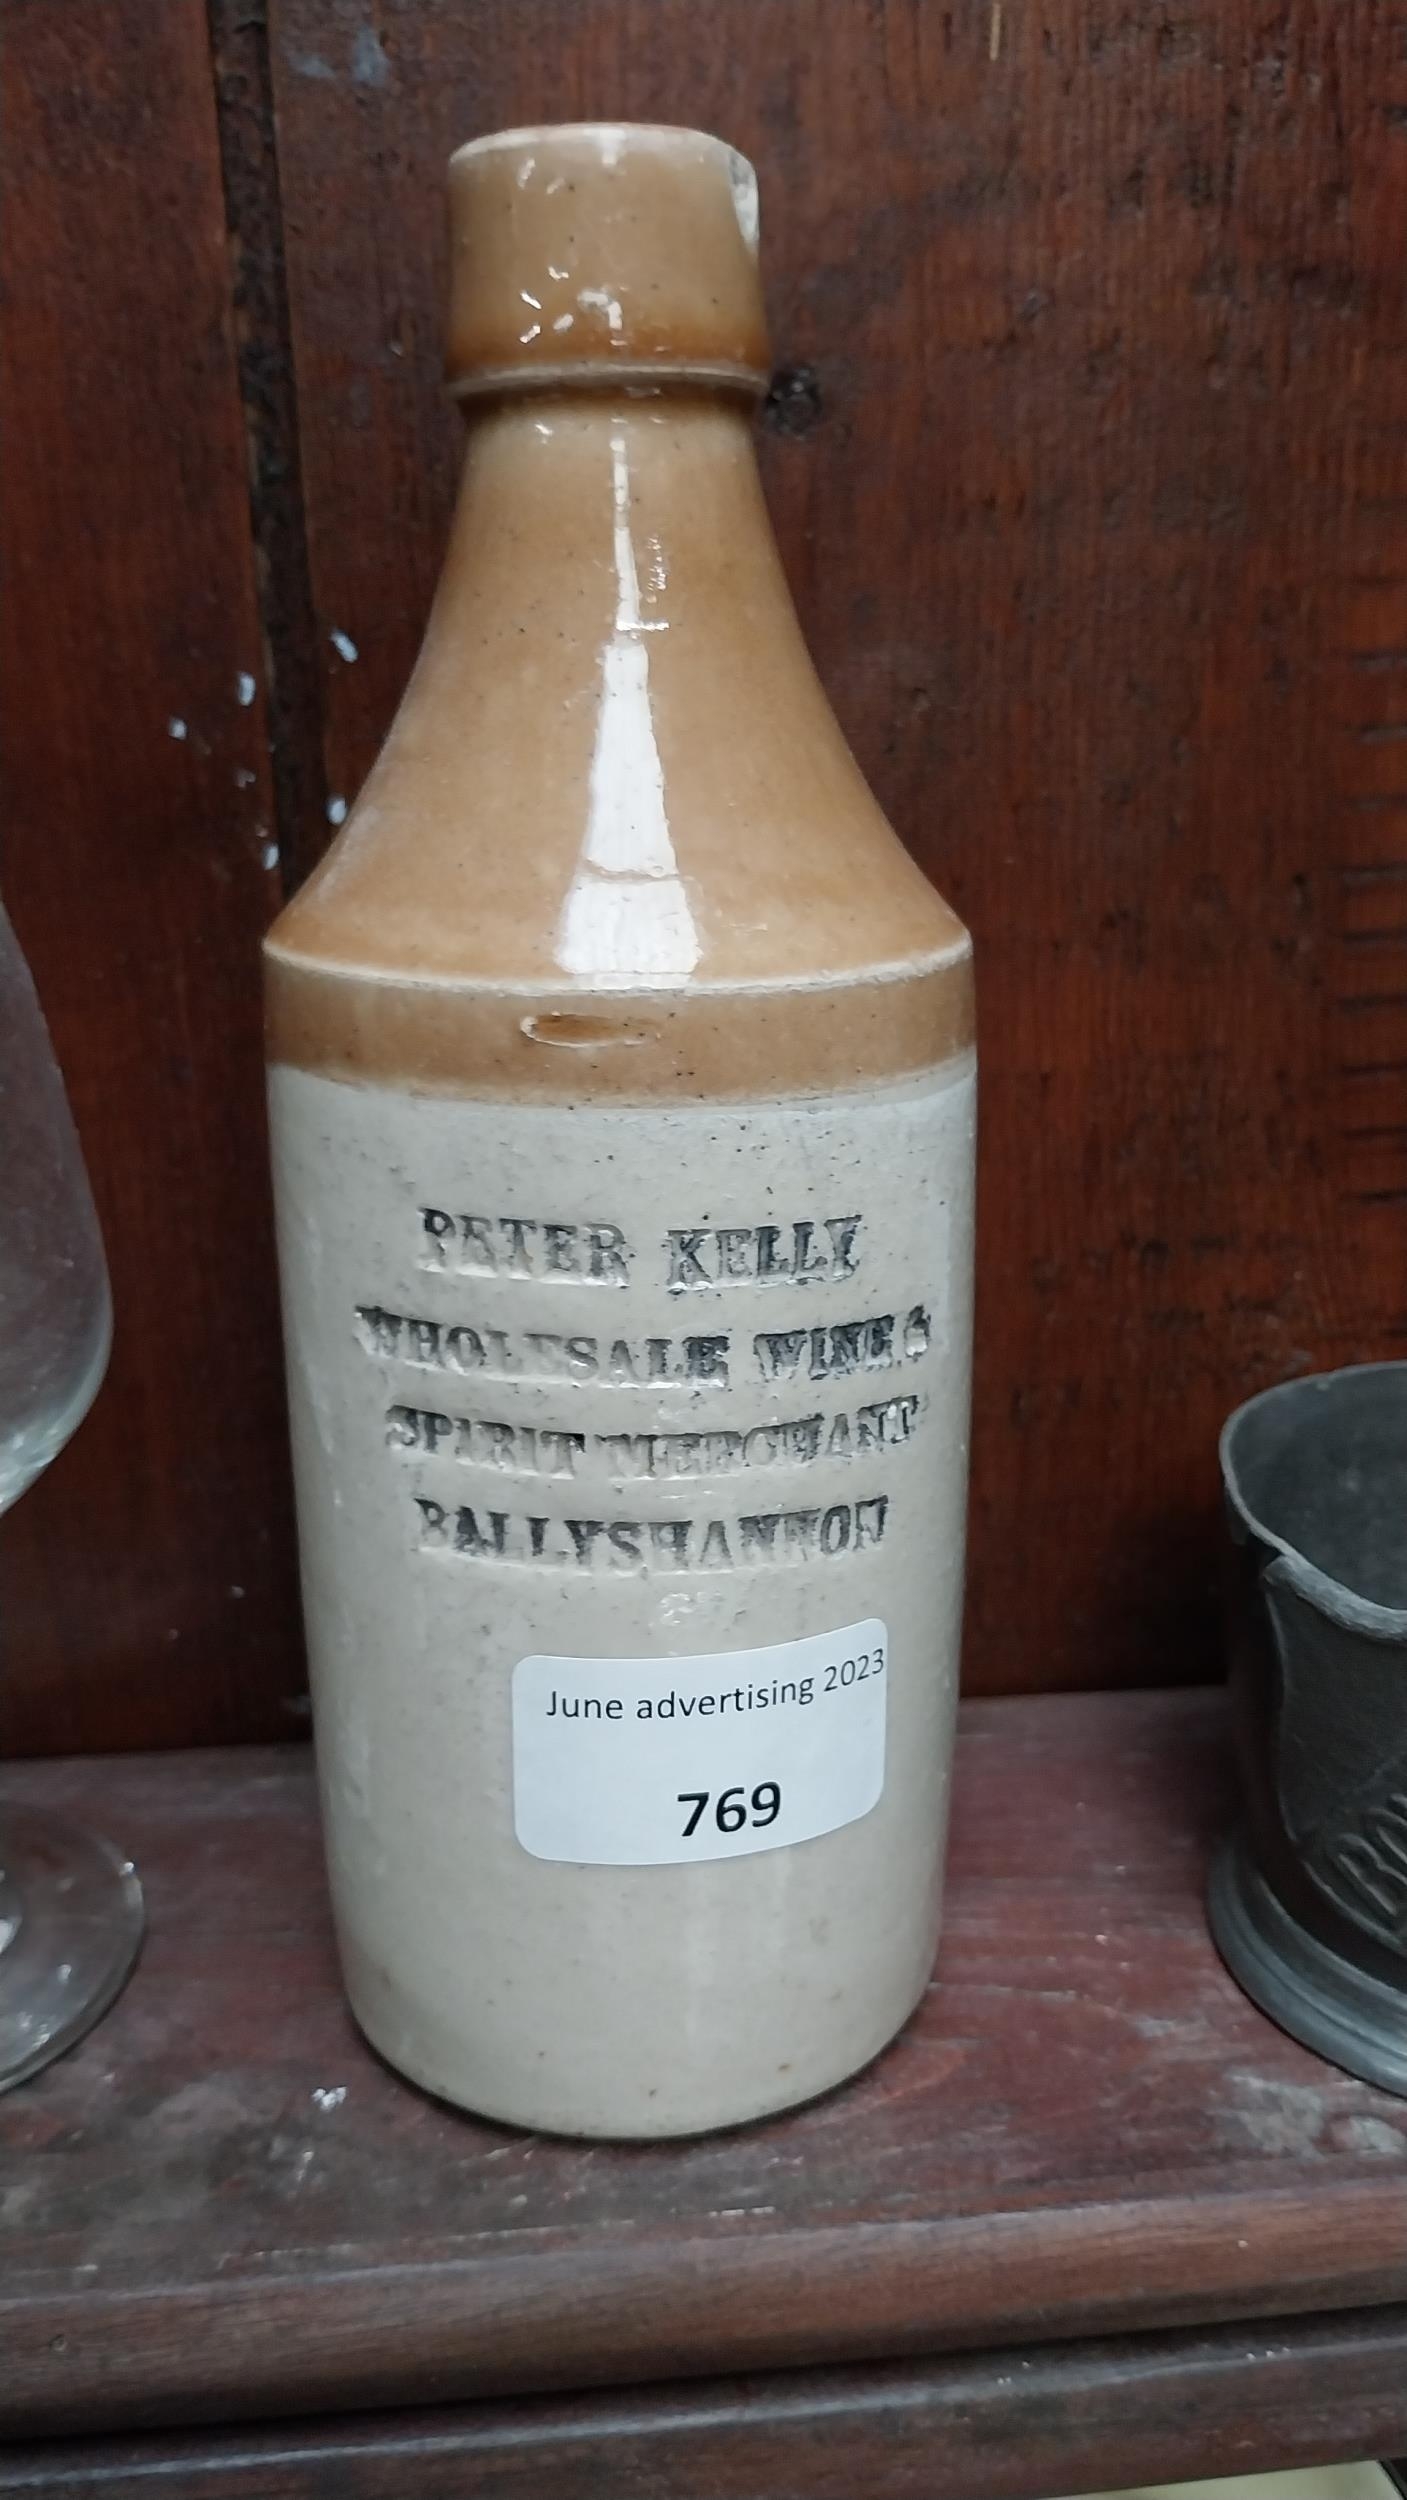 PETER KELLY
WHOLESALE WINE &
SPIRIT MERCHANT
BALLYSHANNON
June advertising 2023
769